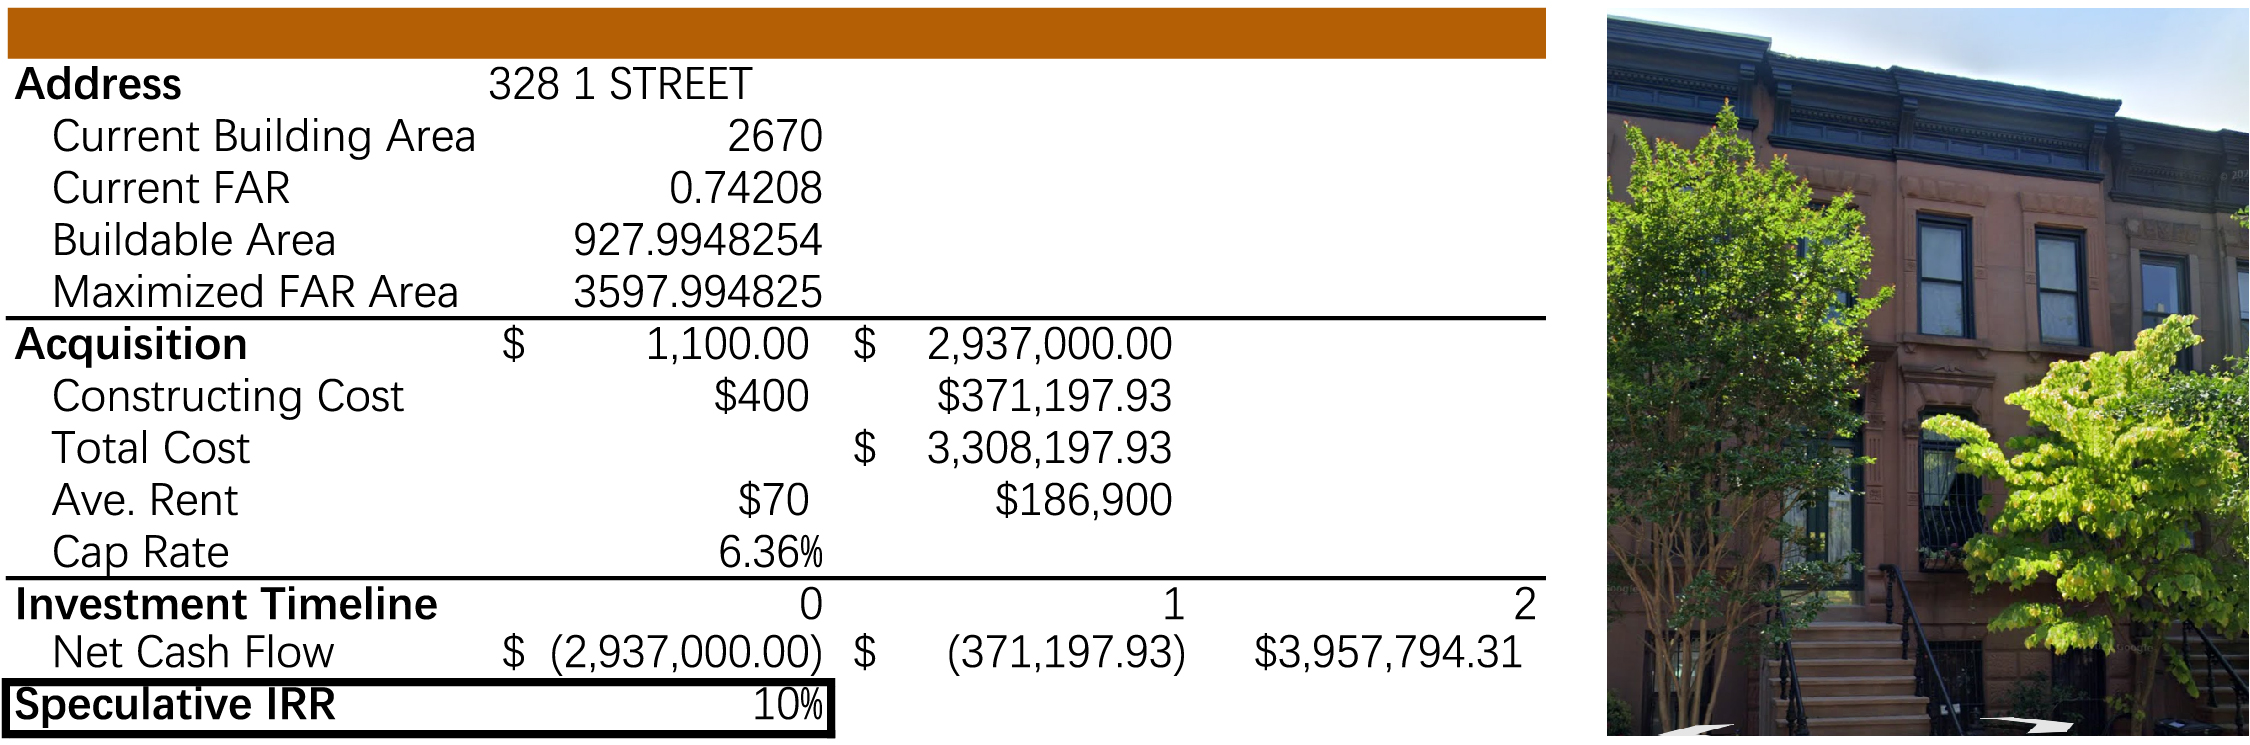 Address 328 1 STREET
Current Building Area 2670
Current FAR 0.74208
Buildable Area 927.9948254
Maximized FAR Area 3597.994825
Acquisition $ 1,100.00 $ 2,937,000.00
Constructing Cost $400 $371,197.93
Total Cost $ 3,308,197.93
Ave. Rent $70 $186,900
Cap Rate 6.36%
Investment Timeline 0 1 2
Net Cash Flow $ (2,937,000.00) $ (371,197.93) $3,957,794.31
Speculative IRR 10%